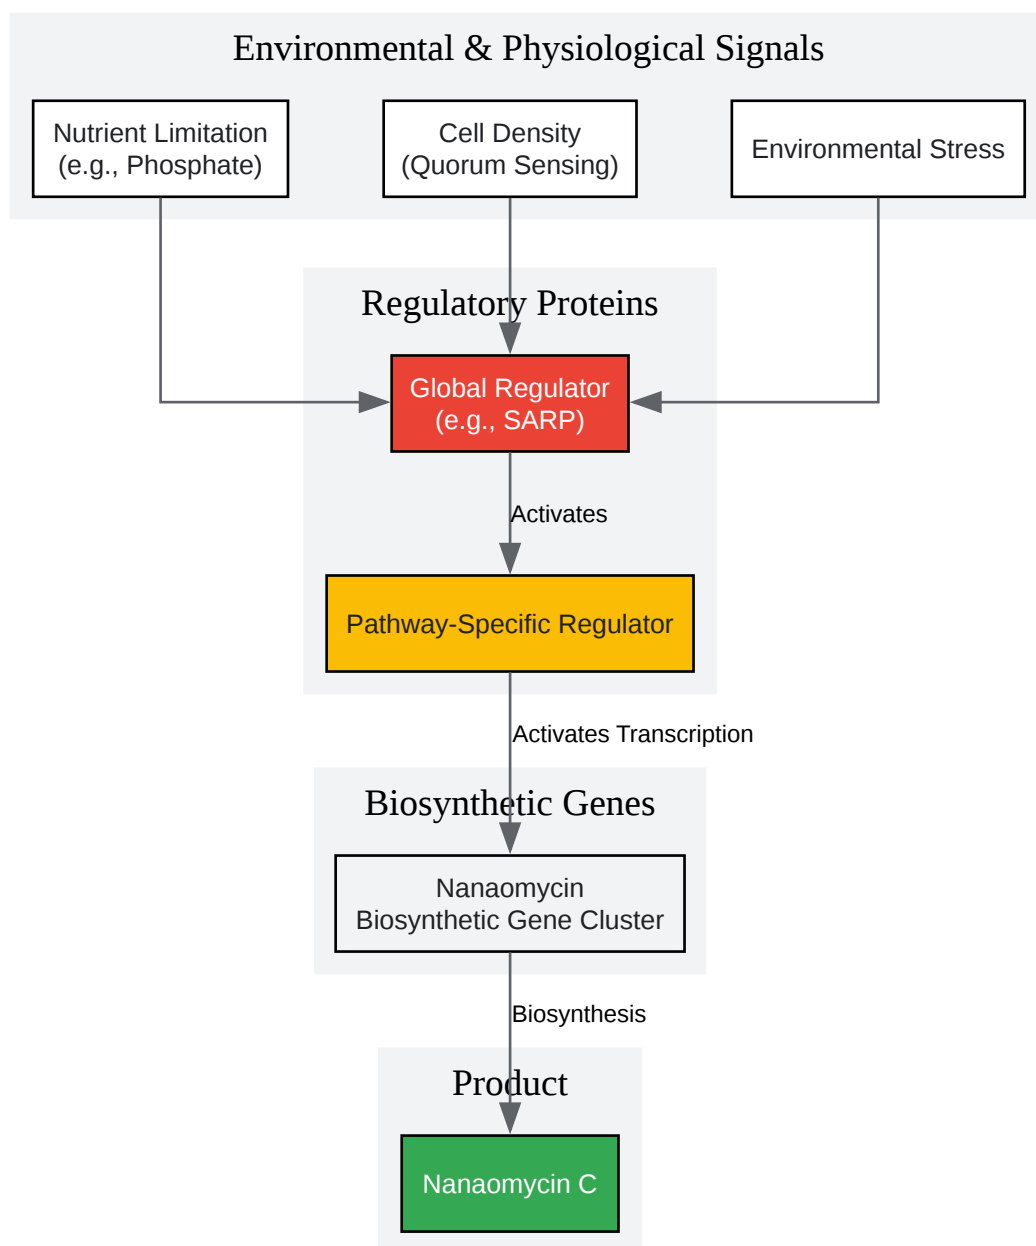 Environmental & Physiological Signals
Nutrient Limitation
(e.g., Phosphate)
Cell Density
(Quorum Sensing)
Environmental Stress
Regulatory Proteins
Global Regulator
(e.g., SARP)
Activates
Pathway-Specific Regulator
Activates Transcription
Biosynthetic Genes
Nanaomycin
Biosynthetic Gene Cluster
Biosynthesis
Product
Nanaomycin C